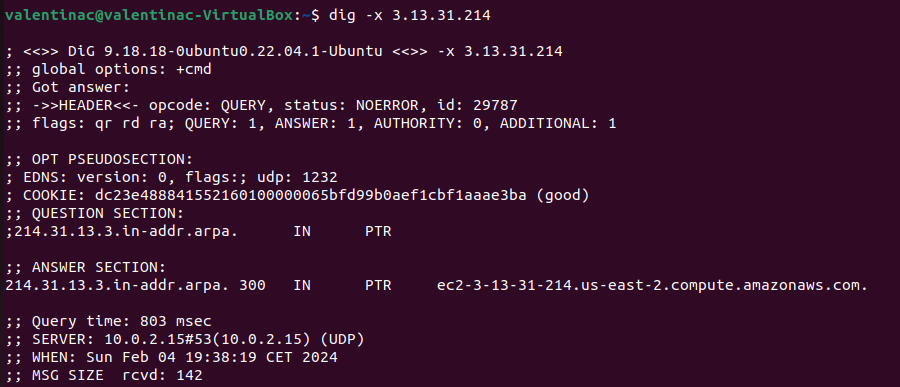 valentinac@valentinac-VirtualBox:~$ dig -x 3.13.31.214

; <<>> DiG 9.18.18-0ubuntu0.22.04.1-Ubuntu <<>> -x 3.13.31.214
;; global options: +cmd
;; Got answer:
;; ->>HEADER<<- opcode: QUERY, status: NOERROR, id: 29787
;; flags: qr rd ra; QUERY: 1, ANSWER: 1, AUTHORITY: 0, ADDITIONAL: 1

;; OPT PSEUDOSECTION:
; EDNS: version: 0, flags:; udp: 1232
; COOKIE: dc23e488841552160100000065bfd99b0aef1cbf1aaae3ba (good)
;; QUESTION SECTION:
;214.31.13.3.in-addr.arpa.      IN      PTR

;; ANSWER SECTION:
214.31.13.3.in-addr.arpa. 300   IN      PTR     ec2-3-13-31-214.us-east-2.compute.amazonaws.com.

;; Query time: 803 msec
;; SERVER: 10.0.2.15#53(10.0.2.15) (UDP)
;; WHEN: Sun Feb 04 19:38:19 CET 2024
;; MSG SIZE  rcvd: 142